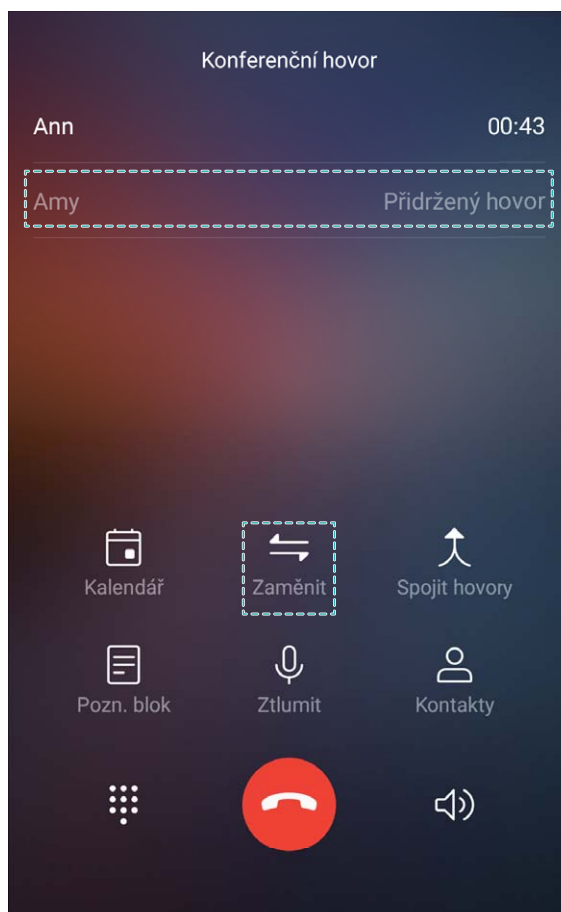 Konferenční hovor
Ann 00:43
Amy Přidržený hovor
Kalendář Zaměnit Spojit hovory
Pozn. blok Ztlumit Kontakty